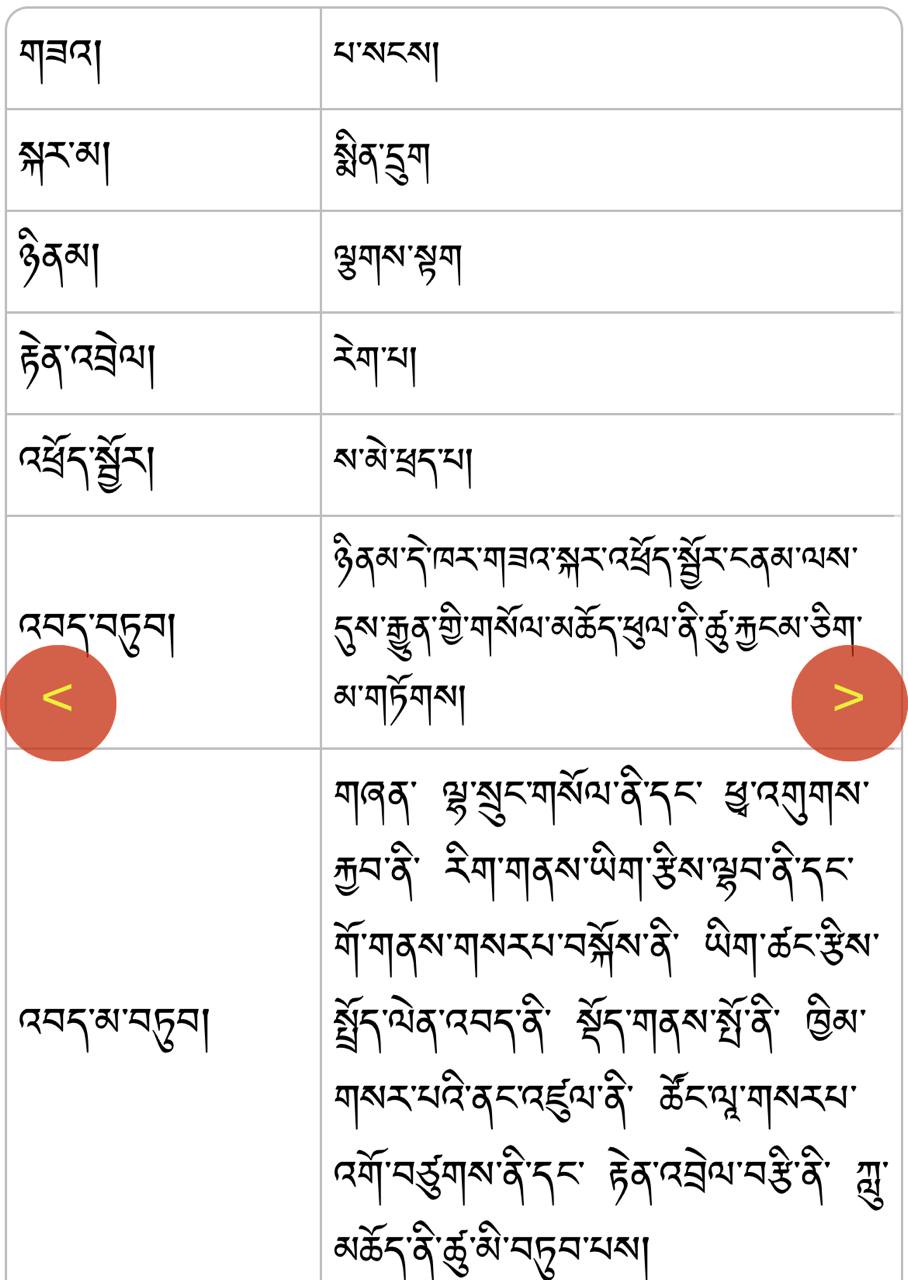 གཟའ། པ་སངས།
སྐར་མ། སྨིན་དྲུག
ཉིནམ། ལྕགས་སྟག
རྟེན་འབྲེལ། རེག་པ།
འཕྲོད་སྦྱོར། ས་མེ་ཕྲད་པ།
འབད་བཏུབ། ཉིནམ་དེ་ཁར་གཟའ་སྐར་འཕྲོད་སྦྱོར་ངནམ་ལས་
དུས་རྒྱུན་གྱི་གསོལ་མཆོད་ཕུལ་ནི་ཚུ་རྐྱངམ་ཅིག་
མ་གཏོགས།
འབད་མ་བཏུབ། གཞན་ ལྷ་སྲུང་གསོལ་ནི་དང་ ཕྱྭ་འགུགས་
རྐྱབ་ནི་ རིག་གནས་ཡིག་རྩིས་ལྷབ་ནི་དང་
གོ་གནས་གསརཔ་བསྐོས་ནི་ ཡིག་ཚང་རྩིས་
སྤྲོད་ལེན་འབད་ནི་ སྡོད་གནས་སྤོ་ནི་ ཁྱིམ་
གསར་པའི་ནང་འཛུལ་ནི་ ཚོང་ལཱ་གསརཔ་
འགོ་བཙུགས་ནི་དང་ རྟེན་འབྲེལ་བརྩི་ནི་ ཀླུ་
མཆོད་ནི་ཚུ་མི་བཏུབ་པས།
<
>